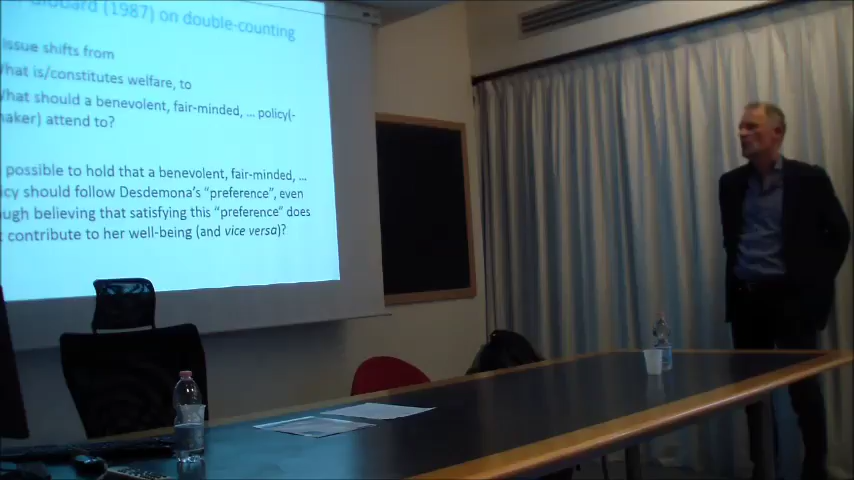 (1987) on double-counting
issue shifts from
What is/constitutes welfare, to
What should a benevolent, fair-minded, ... policy(-
maker) attend to?
possible to hold that a benevolent, fair-minded, ...
should follow Desdemona's "preference", even
believing that satisfying this "preference" does
contribute to her well-being (and vice versa)?